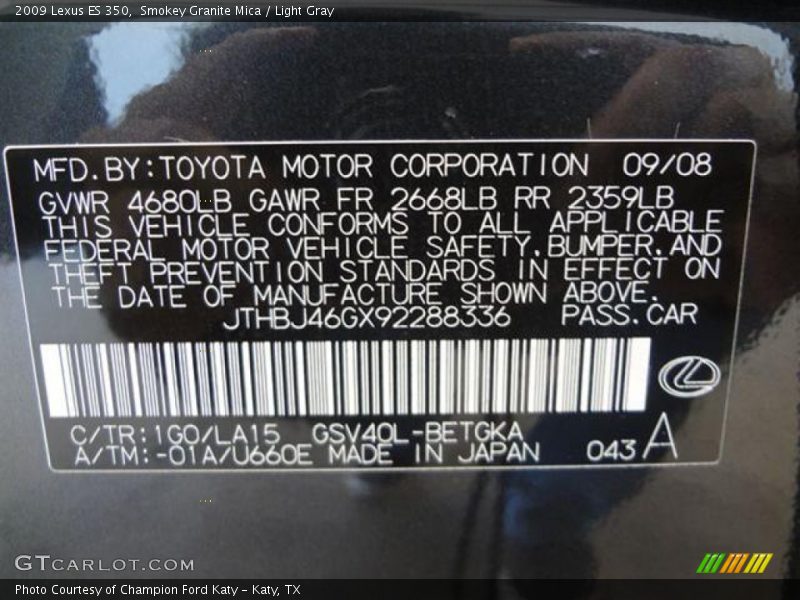 2009 Lexus ES 350, Smokey Granite Mica / Light Gray
MFD.BY:TOYOTA MOTOR CORPORATION 09/08
GVWR 4680LB GAWR FR 2668LB RR 2359LB
THIS VEHICLE CONFORMS TO ALL APPLICABLE
FEDERAL MOTOR VEHICLE SAFETY,BUMPER,AND
THEFT PREVENTION STANDARDS IN EFFECT ON
THE DATE OF MANUFACTURE SHOWN ABOVE.
JTHBJ46GX92288336 PASS.CAR
C/TR:1G0/LA15 GSV40L-BETGKA
A/TM:-01A/U660E MADE IN JAPAN 043 A
GTCARLOT.COM
Photo Courtesy of Champion Ford Katy - Katy, TX